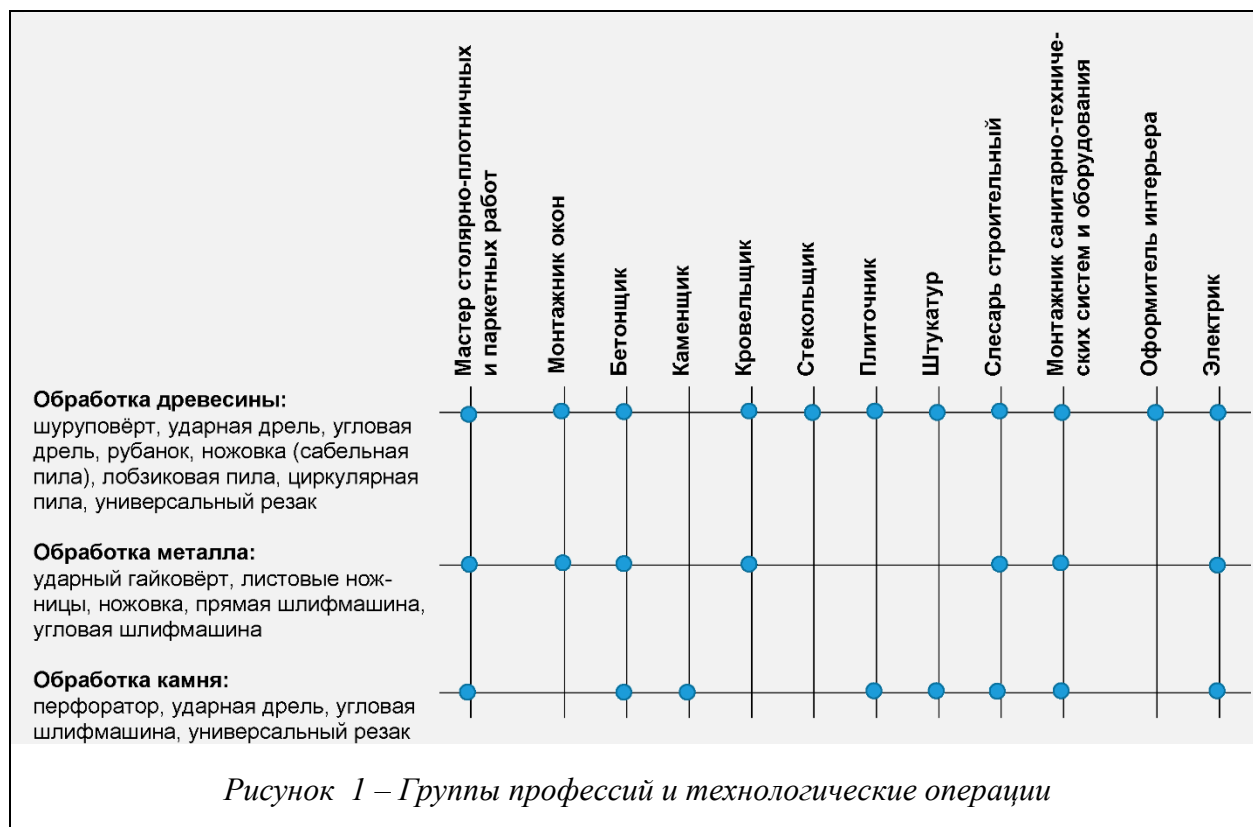 Мастер столярно-плотничных
и паркетных работ
Монтажник окон
Бетонщик
Каменщик
Кровельщик
Стекольщик
Плиточник
Штукатур
Слесарь строительный
Монтажник санитарно-техниче-
ских систем и оборудования
Оформитель интерьера
Электрик
Обработка древесины:
шуруповёрт, ударная дрель, угловая
дрель, рубанок, ножовка (сабельная
пила), лобзиковая пила, циркулярная
пила, универсальный резак
Обработка металла:
ударный гайковёрт, листовые нож-
ницы, ножовка, прямая шлифмашина,
угловая шлифмашина
Обработка камня:
перфоратор, ударная дрель, угловая
шлифмашина, универсальный резак
Рисунок 1 – Группы профессий и технологические операции